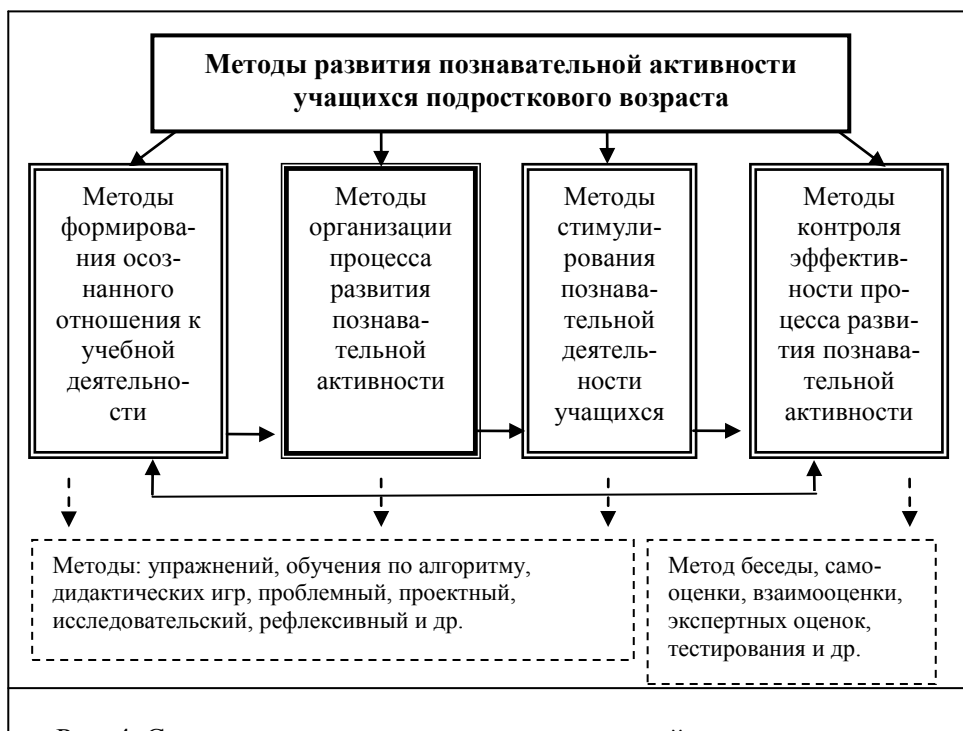 Методы развития познавательной активности
учащихся подросткового возраста
Методы
формирова-
ния осоз-
нанного
отношения к
учебной
деятельно-
сти
Методы
организации
процесса
развития
познава-
тельной
активности
Методы
стимули-
рования
познава-
тельной
деятель-
ности
учащихся
Методы
контроля
эффектив-
ности про-
цесса разви-
тия познава-
тельной
активности
Методы: упражнений, обучения по алгоритму,
дидактических игр, проблемный, проектный,
исследовательский, рефлексивный и др.
Метод беседы, само-
оценки, взаимооценки,
экспертных оценок,
тестирования и др.